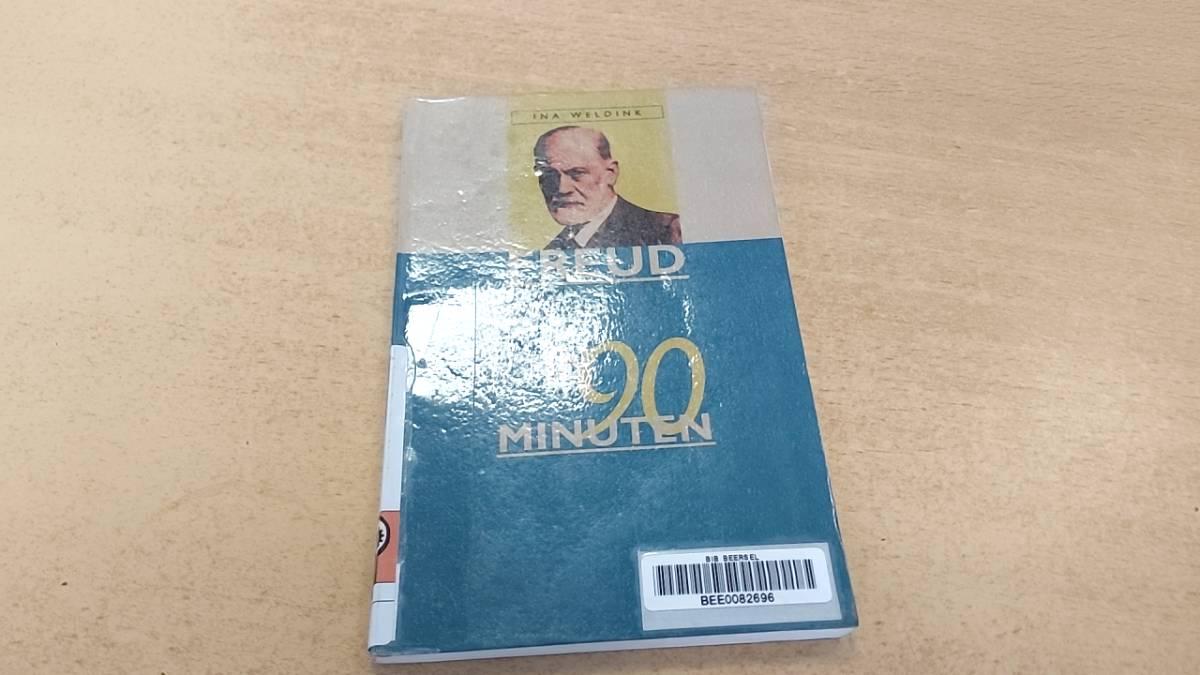 INA WELDINK
FREUD
90
MINUTEN
BIB BEERSEL
BEE0082696